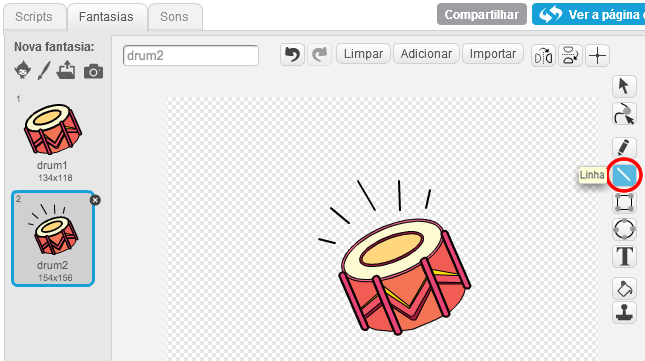 Scripts
Fantasias
Sons
Compartilhar
Ver a página d
Nova fantasia:
drum2
Limpar
Adicionar
Importar
1
drum1
134x118
2
drum2
154x156
Linha
T